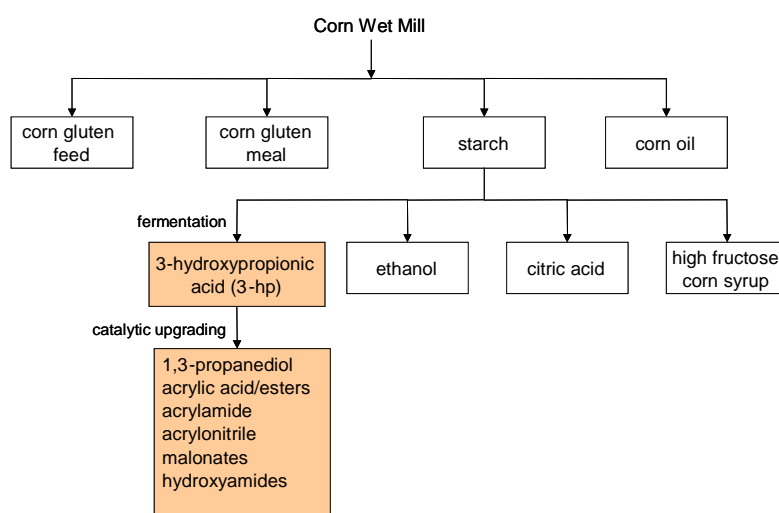 Corn Wet Mill
corn gluten
feed
corn gluten
meal
starch
corn oil
fermentation
3-hydroxypropionic
acid (3-hp)
ethanol
citric acid
high fructose
corn syrup
catalytic upgrading
1,3-propanediol
acrylic acid/esters
acrylamide
acrylonitrile
malonates
hydroxyamides